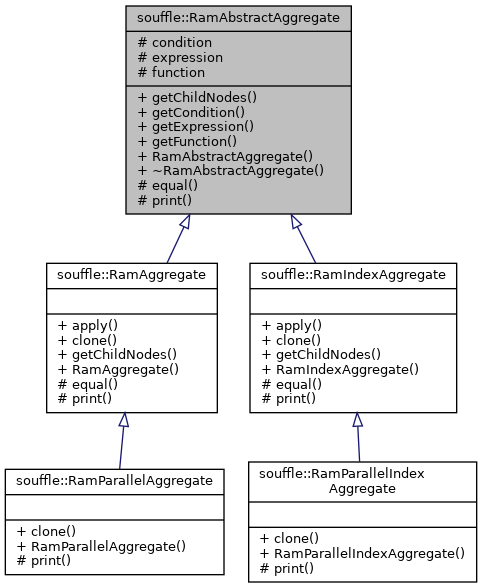 souffle::RamAbstractAggregate
# condition
# expression
# function
+ getChildNodes()
+ getCondition()
+ getExpression()
+ getFunction()
+ RamAbstractAggregate()
+ ~RamAbstractAggregate()
# equal()
# print()
souffle::RamAggregate
+ apply()
+ clone()
+ getChildNodes()
+ RamAggregate()
# equal()
# print()
souffle::RamIndexAggregate
+ apply()
+ clone()
+ getChildNodes()
+ RamIndexAggregate()
# equal()
# print()
souffle::RamParallelAggregate
+ clone()
+ RamParallelAggregate()
# print()
souffle::RamParallelIndex
Aggregate
+ clone()
+ RamParallelIndexAggregate()
# print()